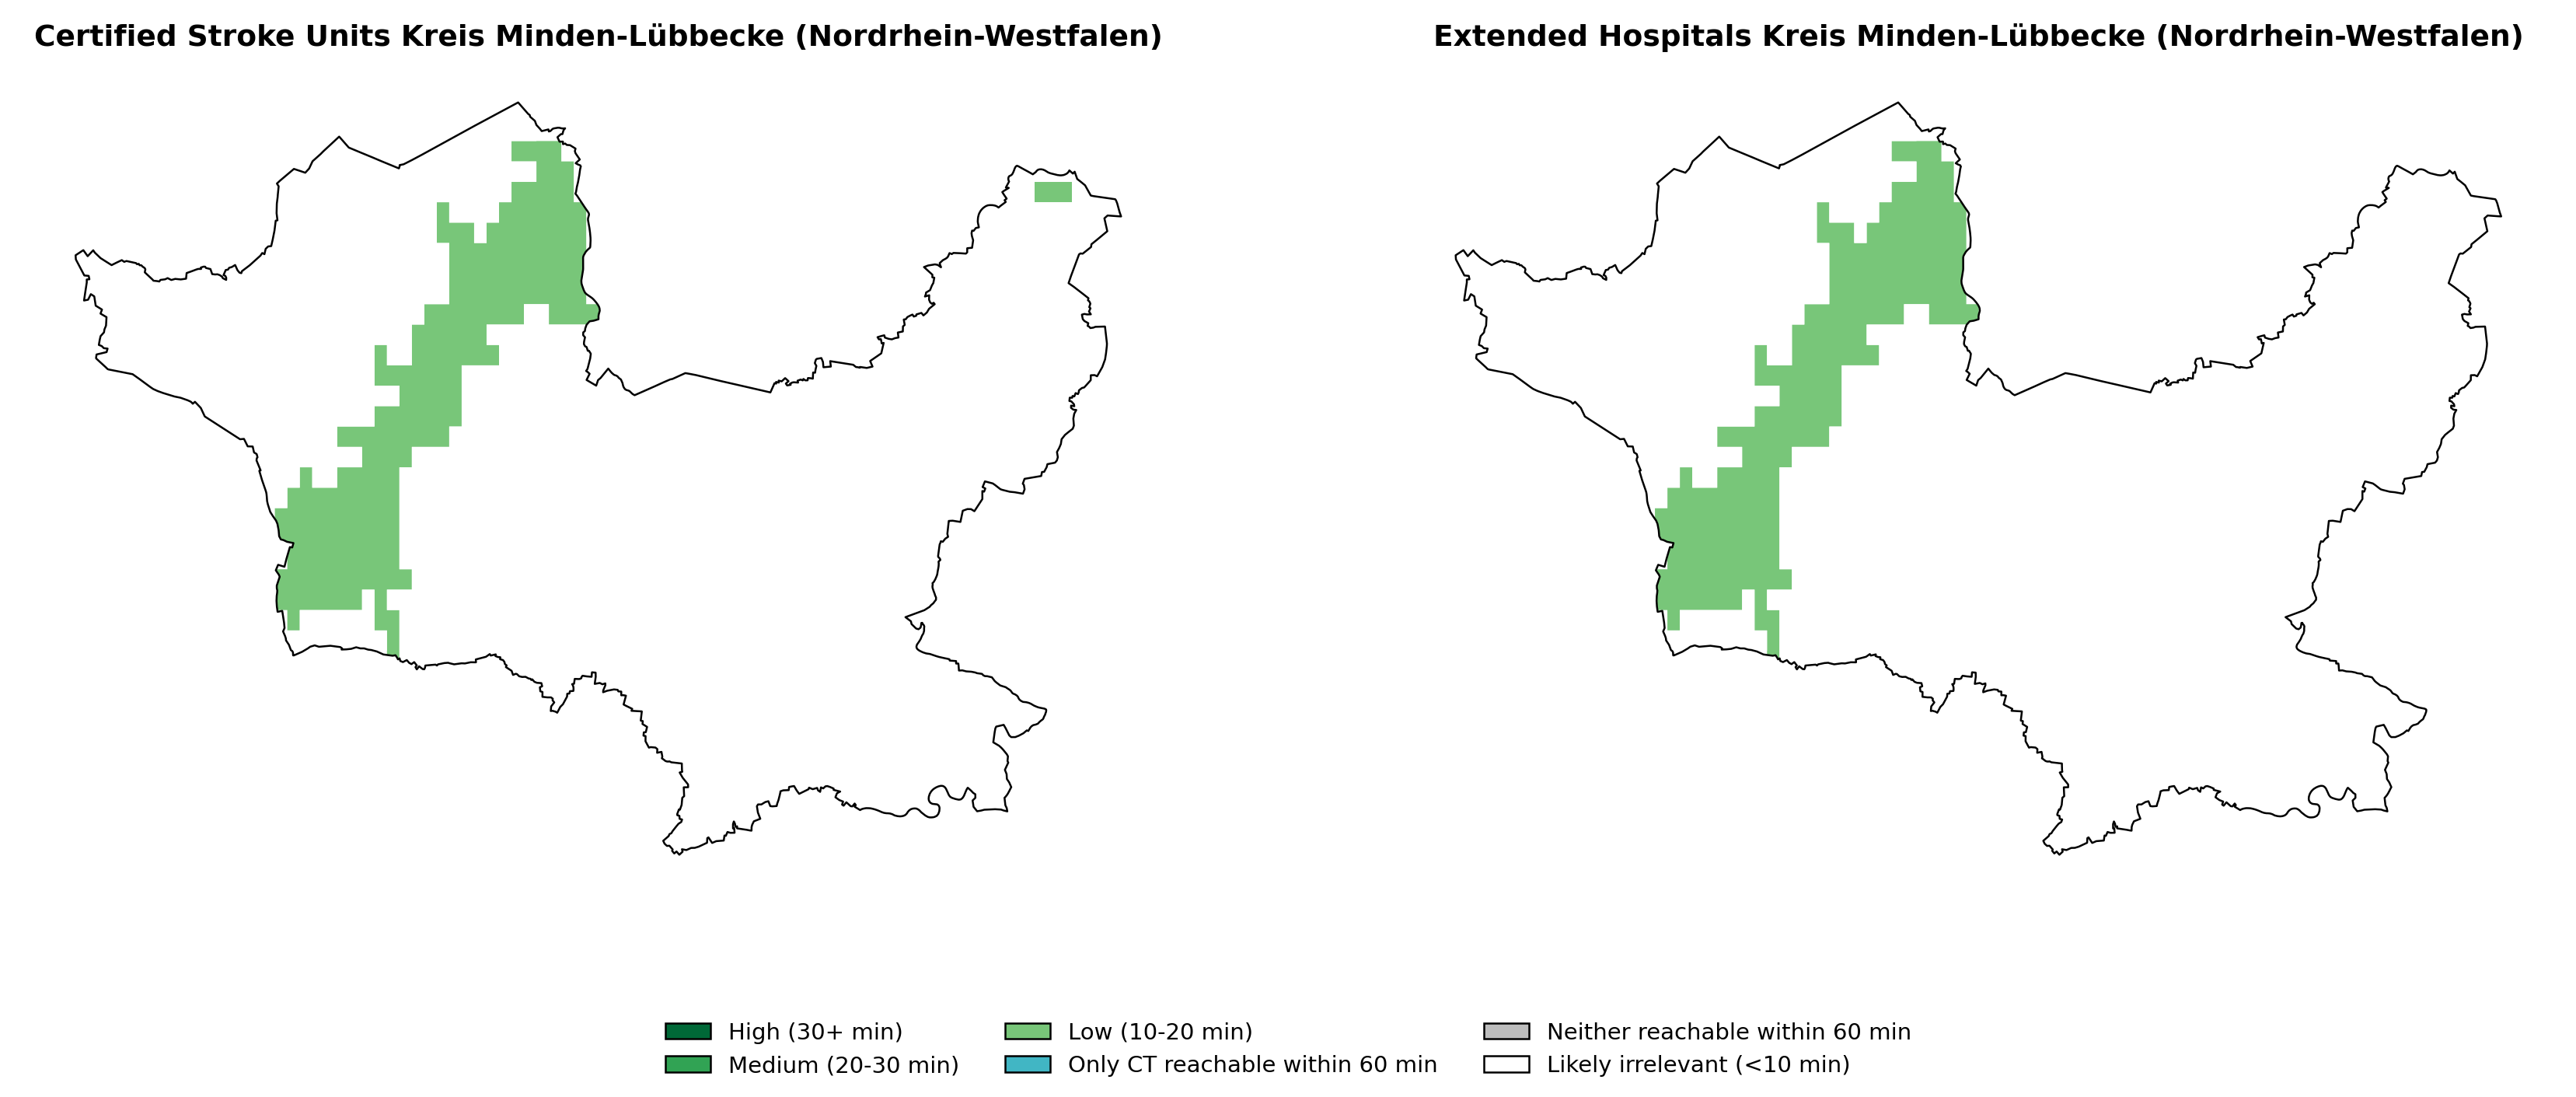 Certified Stroke Units Kreis Minden-Lübbecke (Nordrhein-Westfalen)
Extended Hospitals Kreis Minden-Lübbecke (Nordrhein-Westfalen)
High (30+ min)
Medium (20-30 min)
Low (10-20 min)
Only CT reachable within 60 min
Neither reachable within 60 min
Likely irrelevant (<10 min)